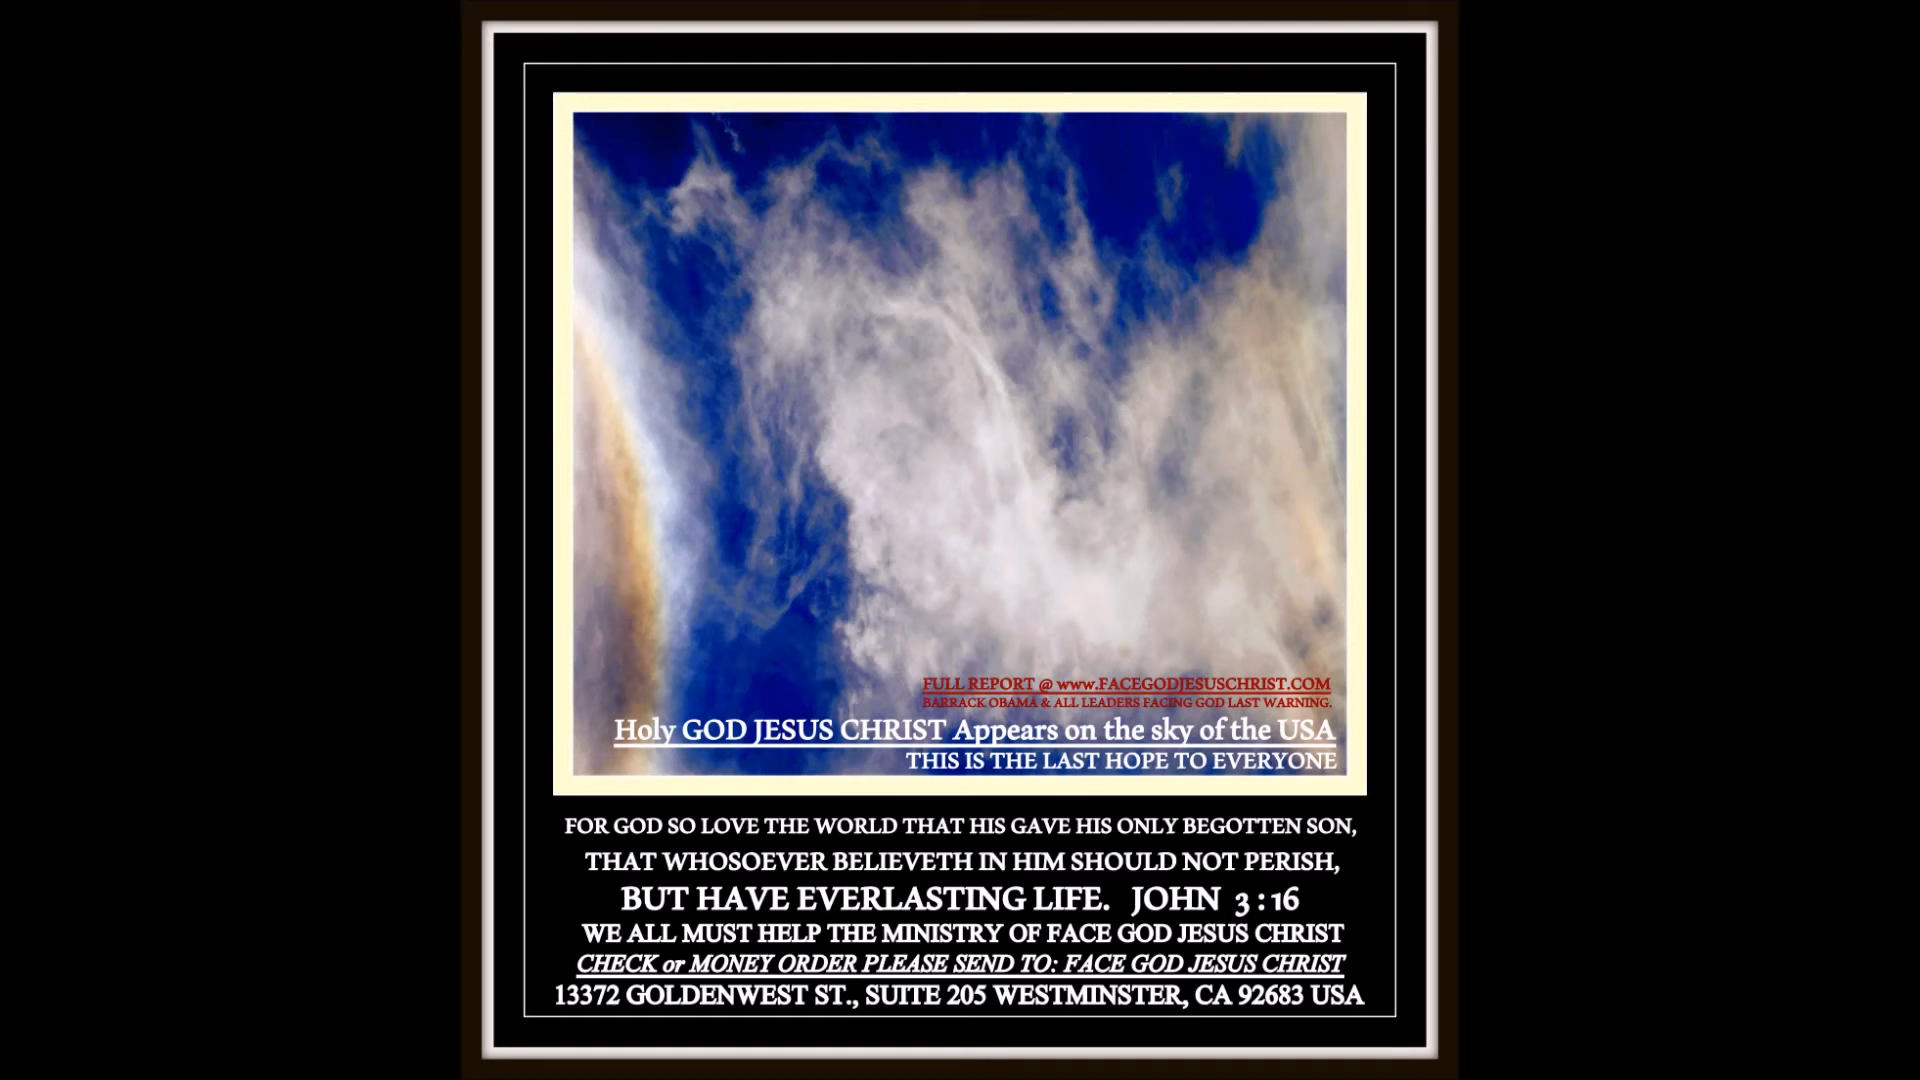 FULL REPORT @ www.FACEGODJESUSCHRIST.COM
BARRACK OBAMA & ALL LEADERS FACING GOD LAST WARNING.
Holy GOD JESUS CHRIST Appears on the sky of the USA
THIS IS THE LAST HOPE TO EVERYONE
FOR GOD SO LOVE THE WORLD THAT HIS GAVE HIS ONLY BEGOTTEN SON,
THAT WHOSOEVER BELIEVETH IN HIM SHOULD NOT PERISH,
BUT HAVE EVERLASTING LIFE. JOHN 3 : 16
WE ALL MUST HELP THE MINISTRY OF FACE GOD JESUS CHRIST
CHECK or MONEY ORDER PLEASE SEND TO: FACE GOD JESUS CHRIST
13372 GOLDENWEST ST., SUITE 205 WESTMINSTER, CA 92683 USA